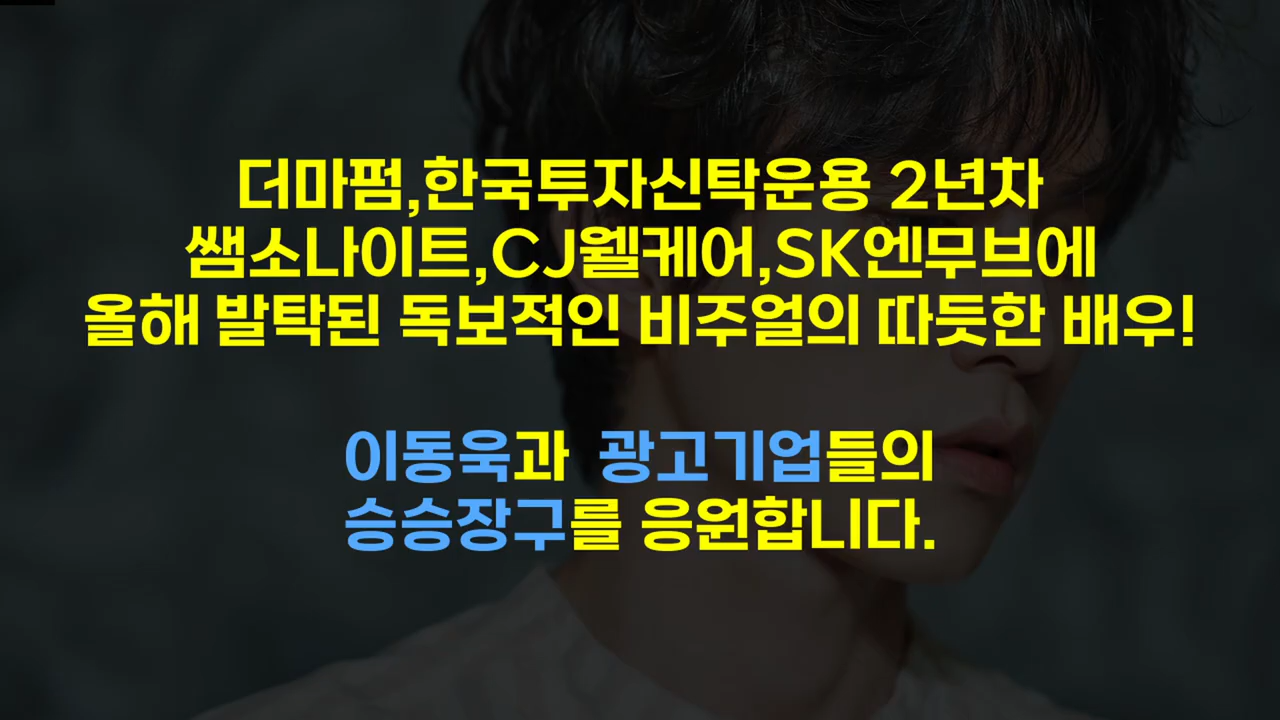 더마펌,한국투자신탁운용 2년차
쌤소나이트,CJ웰케어,SK엔무브에
올해 발탁된 독보적인 비주얼의 따듯한 배우!
이동욱과 광고기업들의
승승장구를 응원합니다.